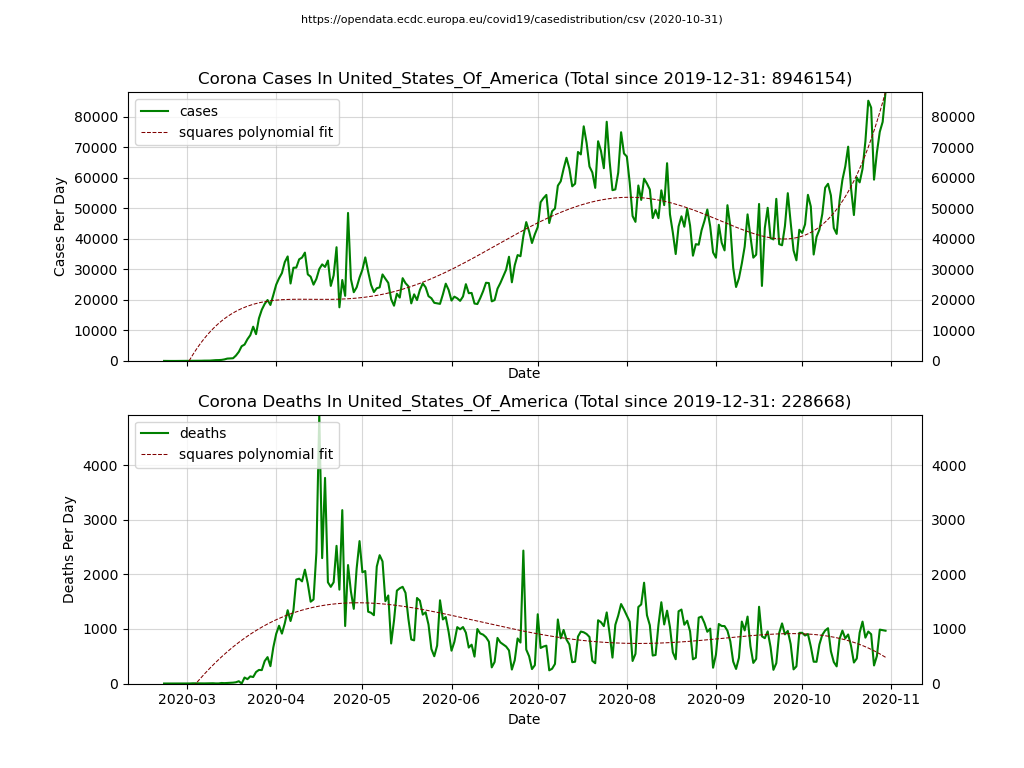 https://opendata.ecdc.europa.eu/covid19/casedistribution/csv (2020-10-31)
Corona Cases In United_States_Of_America (Total since 2019-12-31: 8946154)
cases
squares polynomial fit
80000
70000
60000
50000
40000
30000
20000
10000
0
80000
70000
60000
50000
40000
30000
20000
10000
0
Cases Per Day
Date
Corona Deaths In United_States_Of_America (Total since 2019-12-31: 228668)
deaths
squares polynomial fit
4000
3000
2000
1000
0
4000
3000
2000
1000
0
Deaths Per Day
2020-03 2020-04 2020-05 2020-06 2020-07 2020-08 2020-09 2020-10 2020-11
Date